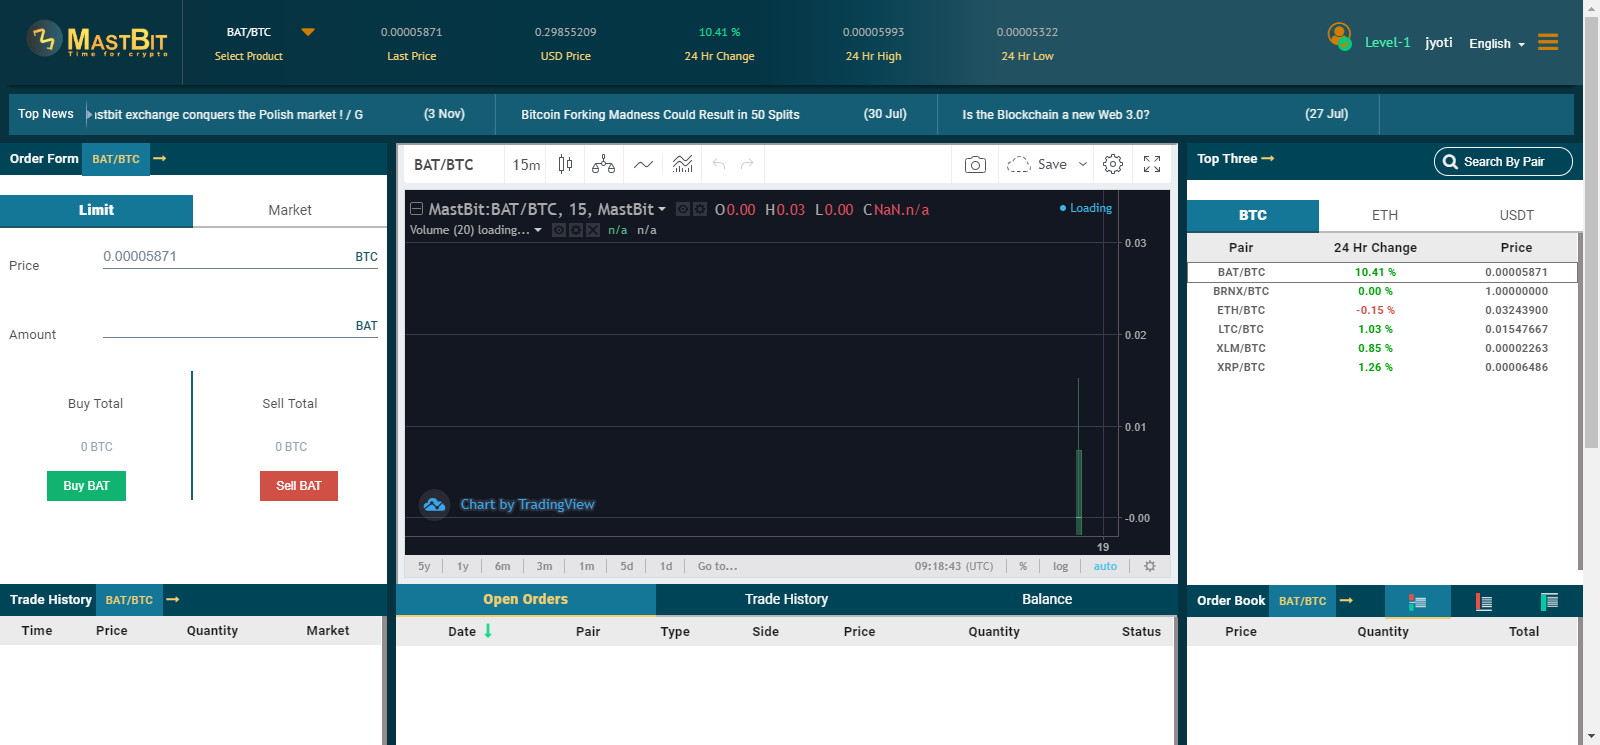 MASTBIT
Time for crypto
BAT/BTC
Select Product
0.00005871
Last Price
0.29855209
USD Price
10.41 %
24 Hr Change
0.00005993
24 Hr High
0.00005322
24 Hr Low
Level-1 jyoti English
Top News
stbit exchange conquers the Polish market ! / G (3 Nov)
Bitcoin Forking Madness Could Result in 50 Splits (30 Jul)
Is the Blockchain a new Web 3.0? (27 Jul)
Order Form BAT/BTC
Limit Market
Price 0.00005871 BTC
Amount BAT
Buy Total Sell Total
0 BTC 0 BTC
Buy BAT Sell BAT
BAT/BTC 15m Save
MastBit:BAT/BTC, 15, MastBit O0.00 H0.03 L0.00 CNaN.n/a Loading
Volume (20) loading... n/a n/a
0.03
0.02
0.01
-0.00
Chart by TradingView
19
5y 1y 6m 3m 1m 5d 1d Go to... 09:18:43 (UTC) % log auto
Top Three Search By Pair
BTC ETH USDT
Pair 24 Hr Change Price
BAT/BTC 10.41 % 0.00005871
BRNX/BTC 0.00 % 1.00000000
ETH/BTC -0.15 % 0.03243900
LTC/BTC 1.03 % 0.01547667
XLM/BTC 0.85 % 0.00002263
XRP/BTC 1.26 % 0.00006486
Trade History BAT/BTC
Time Price Quantity Market
Open Orders Trade History Balance
Date Pair Type Side Price Quantity Status
Order Book BAT/BTC
Price Quantity Total